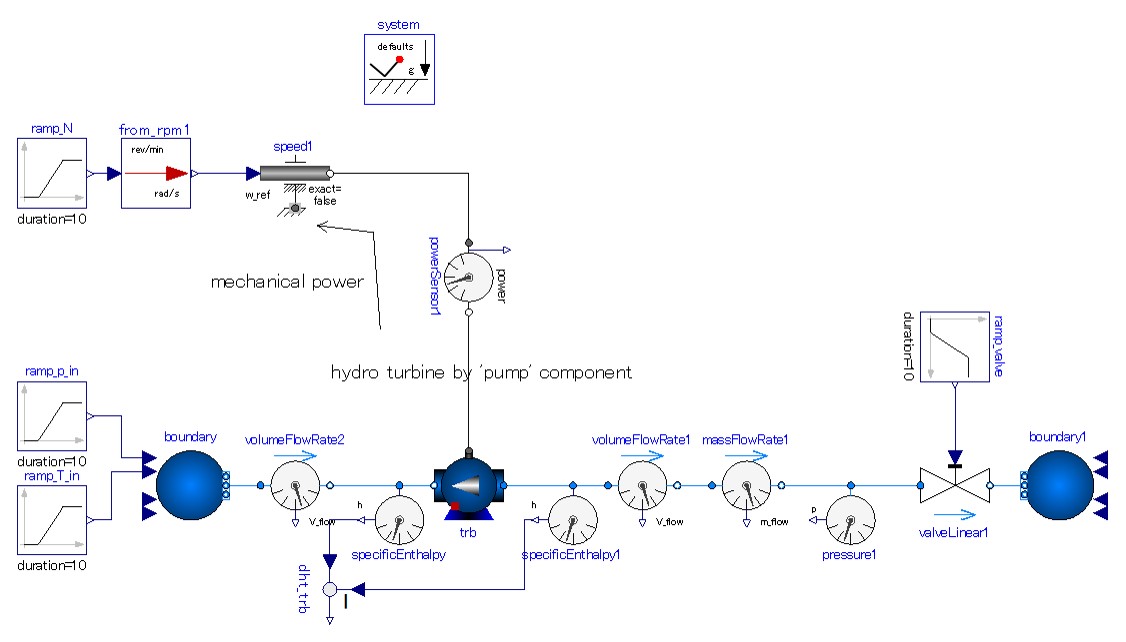 system
defaults
g
ramp_N
from_rpm1
speed1
rev/min
rad/s
w_ref
exact=
false
duration=10
powerSensor1
power
mechanical power
hydro turbine by 'pump' component
ramp_valve
duration=10
ramp_p_in
duration=10
ramp_T_in
duration=10
boundary
volumeFlowRate2
V_flow
h
specificEnthalpy
trb
h
specificEnthalpy1
volumeFlowRate1
V_flow
massFlowRate1
m_flow
p
pressure1
valveLinear1
boundary1
dht_trb